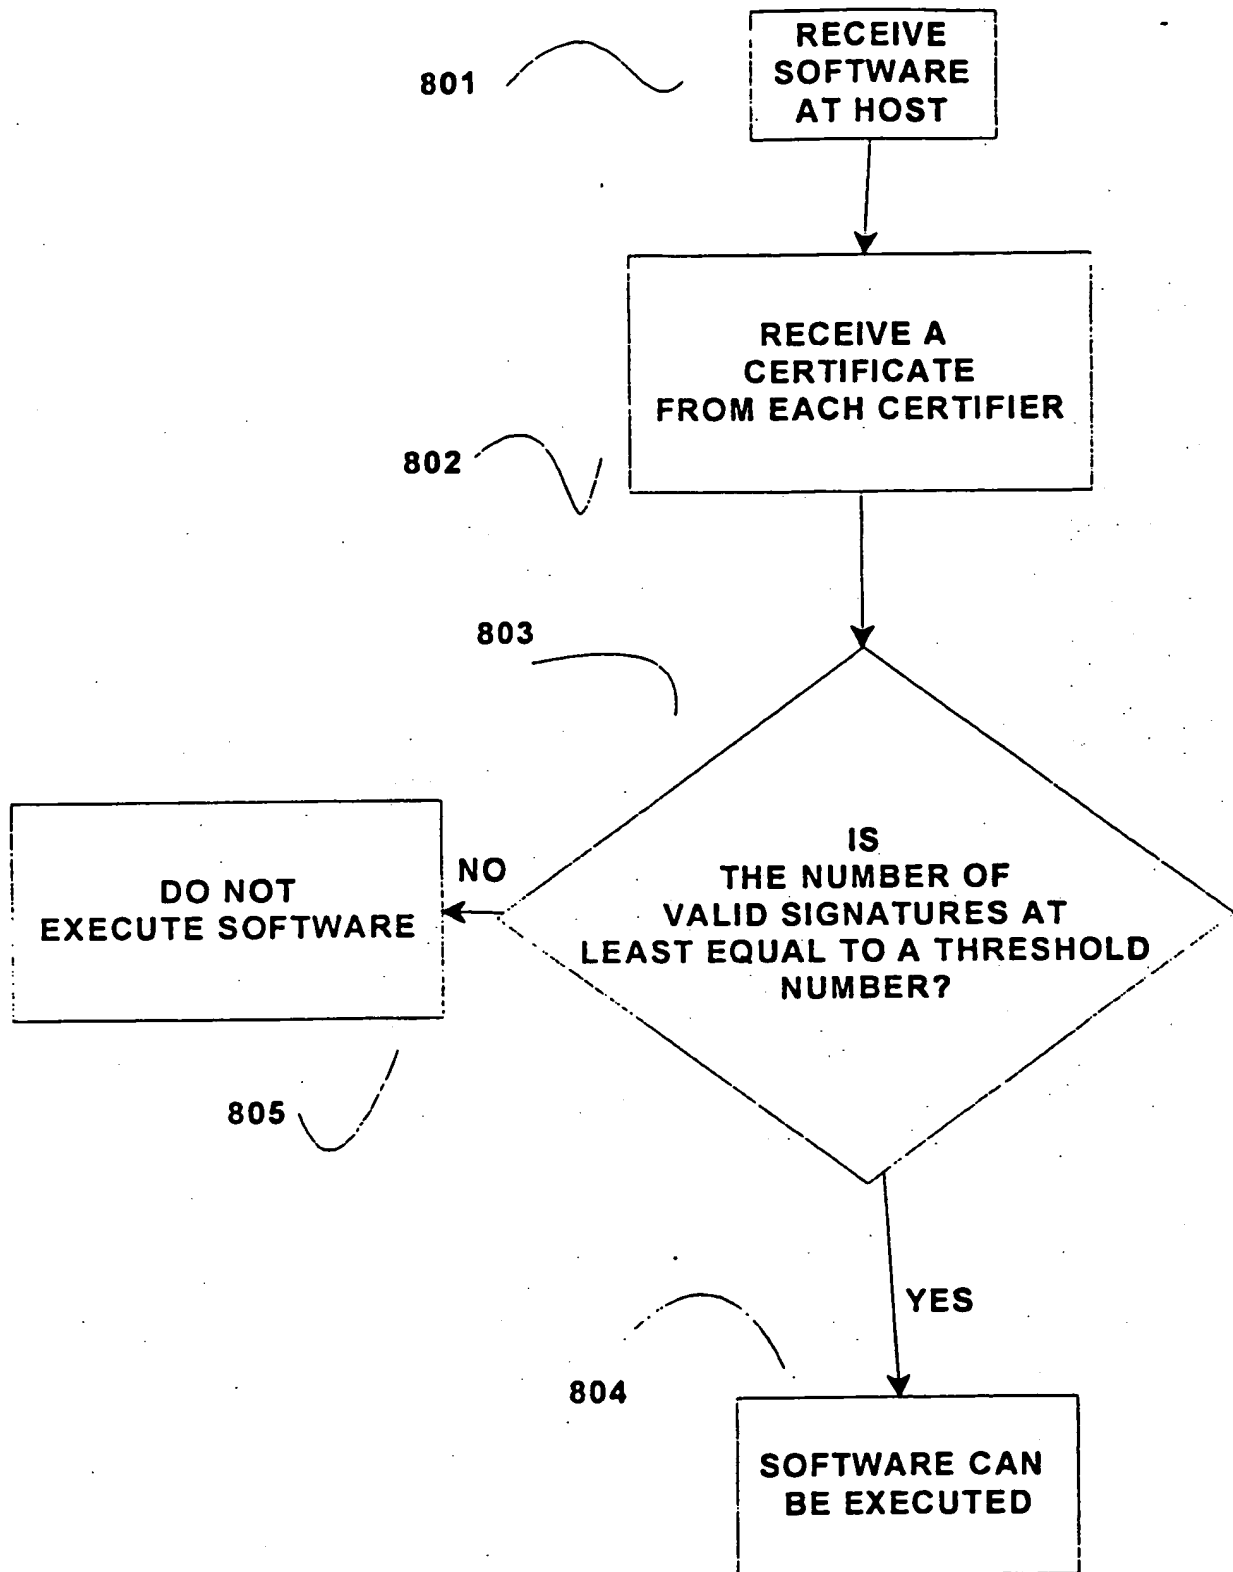 RECEIVE
SOFTWARE
AT HOST
801
RECEIVE A
CERTIFICATE
FROM EACH CERTIFIER
802
803
IS
THE NUMBER OF
VALID SIGNATURES AT
LEAST EQUAL TO A THRESHOLD
NUMBER?
NO
DO NOT
EXECUTE SOFTWARE
805
YES
804
SOFTWARE CAN
BE EXECUTED